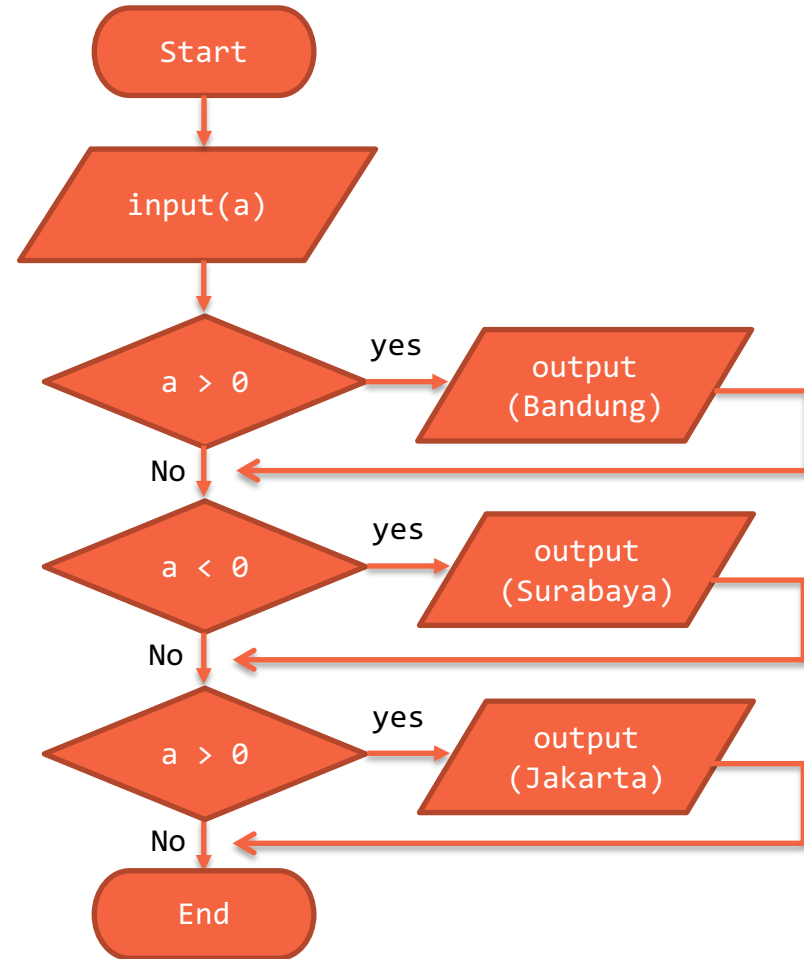 Start
input(a)
a > 0
yes
output
(Bandung)
No
a < 0
yes
output
(Surabaya)
No
a > 0
yes
output
(Jakarta)
No
End